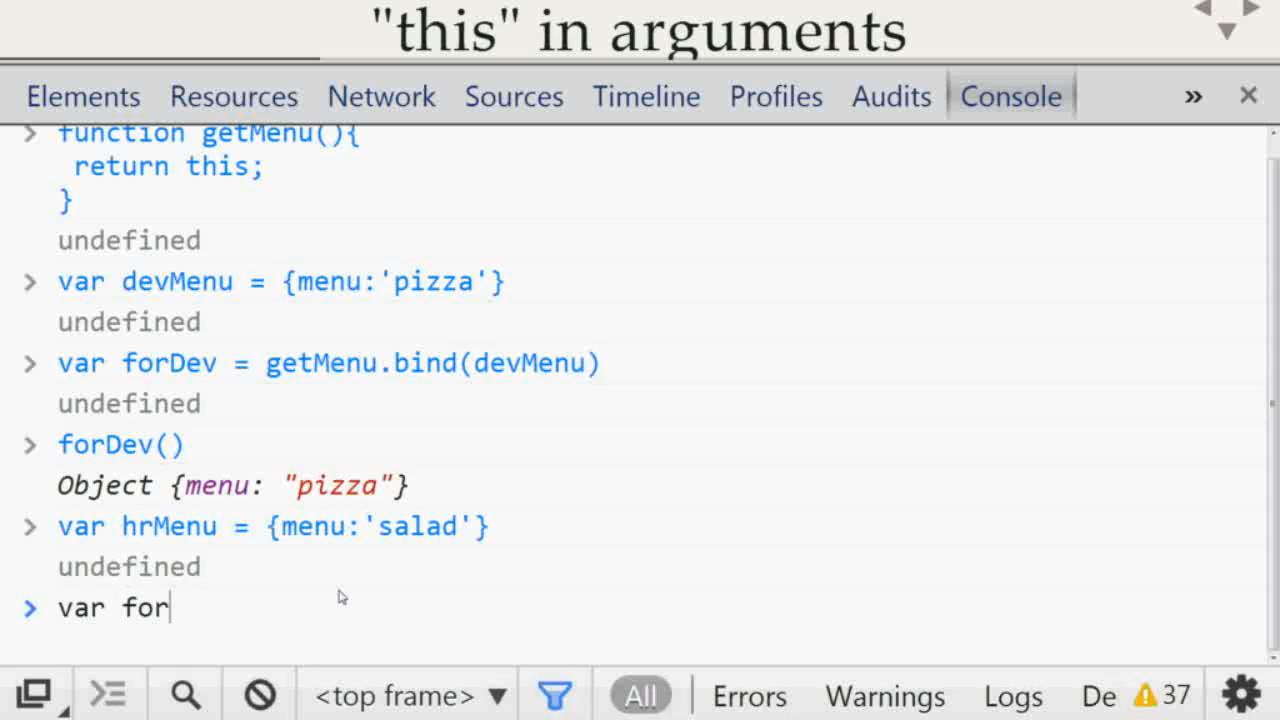 "this" in arguments
Elements Resources Network Sources Timeline Profiles Audits Console » ×
> function getMenu(){
return this;
}
undefined
> var devMenu = {menu:'pizza'}
undefined
> var forDev = getMenu.bind(devMenu)
undefined
> forDev()
Object {menu: "pizza"}
> var hrMenu = {menu:'salad'}
undefined
> var for
<top frame> ▼ All Errors Warnings Logs De 37